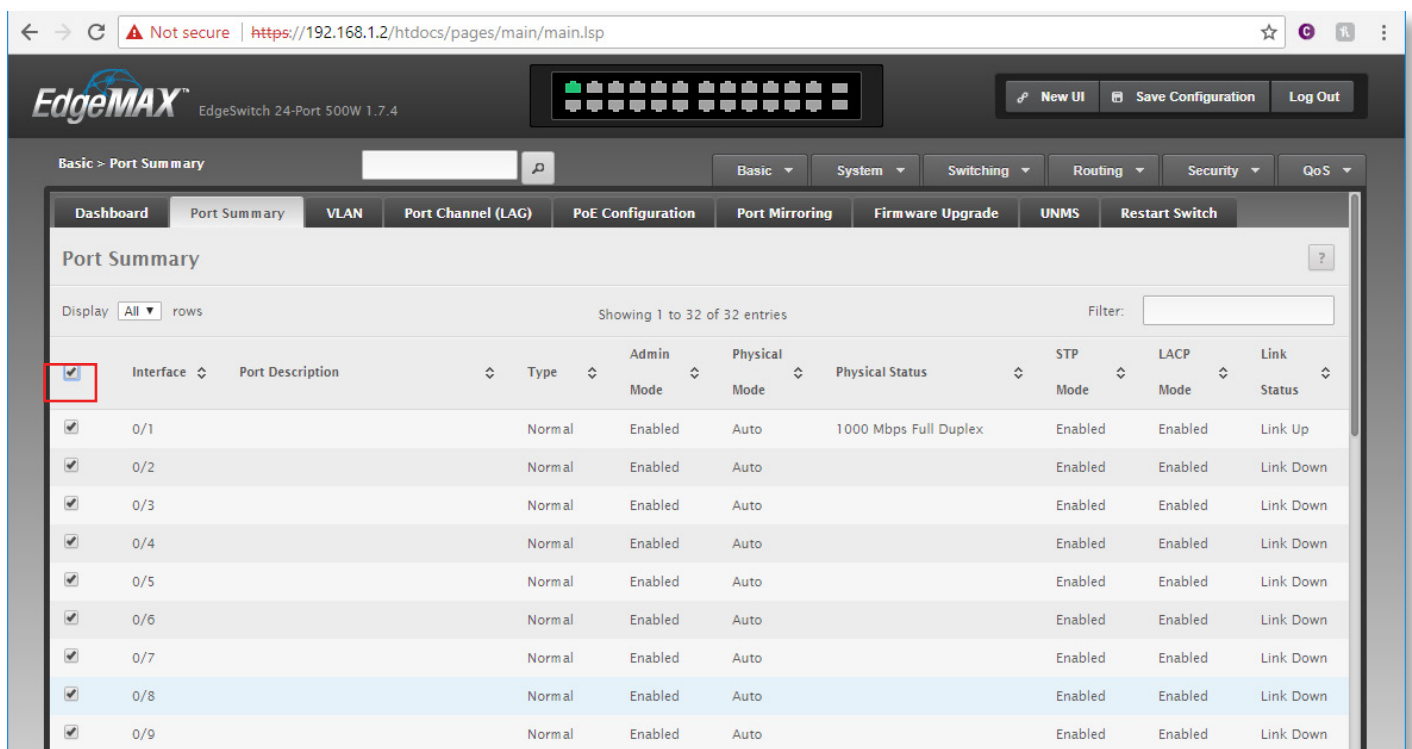 Not secure | https://192.168.1.2/htdocs/pages/main/main.lsp
EdgeMAX™ EdgeSwitch 24-Port 500W 1.7.4
New UI Save Configuration Log Out
Basic > Port Summary
Basic System Switching Routing Security QoS
Dashboard Port Summary VLAN Port Channel (LAG) PoE Configuration Port Mirroring Firmware Upgrade UNMS Restart Switch
Port Summary ?
Display All rows Showing 1 to 32 of 32 entries Filter:
Interface Port Description Type Admin Mode Physical Mode Physical Status STP Mode LACP Mode Link Status
0/1 Normal Enabled Auto 1000 Mbps Full Duplex Enabled Enabled Link Up
0/2 Normal Enabled Auto Enabled Enabled Link Down
0/3 Normal Enabled Auto Enabled Enabled Link Down
0/4 Normal Enabled Auto Enabled Enabled Link Down
0/5 Normal Enabled Auto Enabled Enabled Link Down
0/6 Normal Enabled Auto Enabled Enabled Link Down
0/7 Normal Enabled Auto Enabled Enabled Link Down
0/8 Normal Enabled Auto Enabled Enabled Link Down
0/9 Normal Enabled Auto Enabled Enabled Link Down